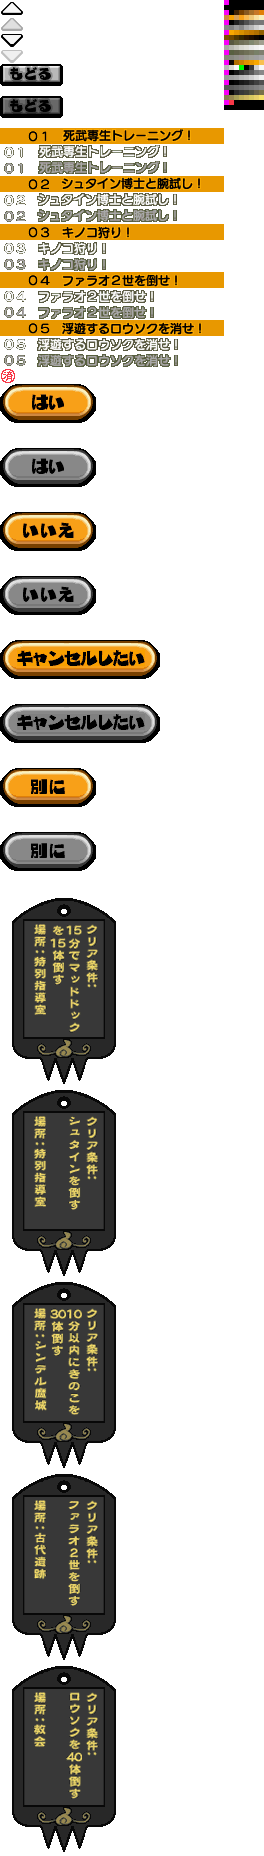 もどる
もどる
01 死武専生トレーニング！
01 死武専生トレーニング！
01 死武専生トレーニング！
02 シュタイン博士と腕試し！
02 シュタイン博士と腕試し！
02 シュタイン博士と腕試し！
03 キノコ狩り！
03 キノコ狩り！
03 キノコ狩り！
04 ファラオ2世を倒せ！
04 ファラオ2世を倒せ！
04 ファラオ2世を倒せ！
05 浮遊するロウソクを消せ！
05 浮遊するロウソクを消せ！
05 浮遊するロウソクを消せ！
済
はい
はい
いいえ
いいえ
キャンセルしたい
キャンセルしたい
別に
別に
クリア条件：
15分でマッドドック
を15体倒す
場所：特別指導室
クリア条件：
シュタインを倒す
場所：特別指導室
クリア条件：
10分以内にきのこを
30体倒す
場所：シンデル魔城
クリア条件：
ファラオ2世を倒す
場所：古代遺跡
クリア条件：
ロウソクを40体倒す
場所：教会